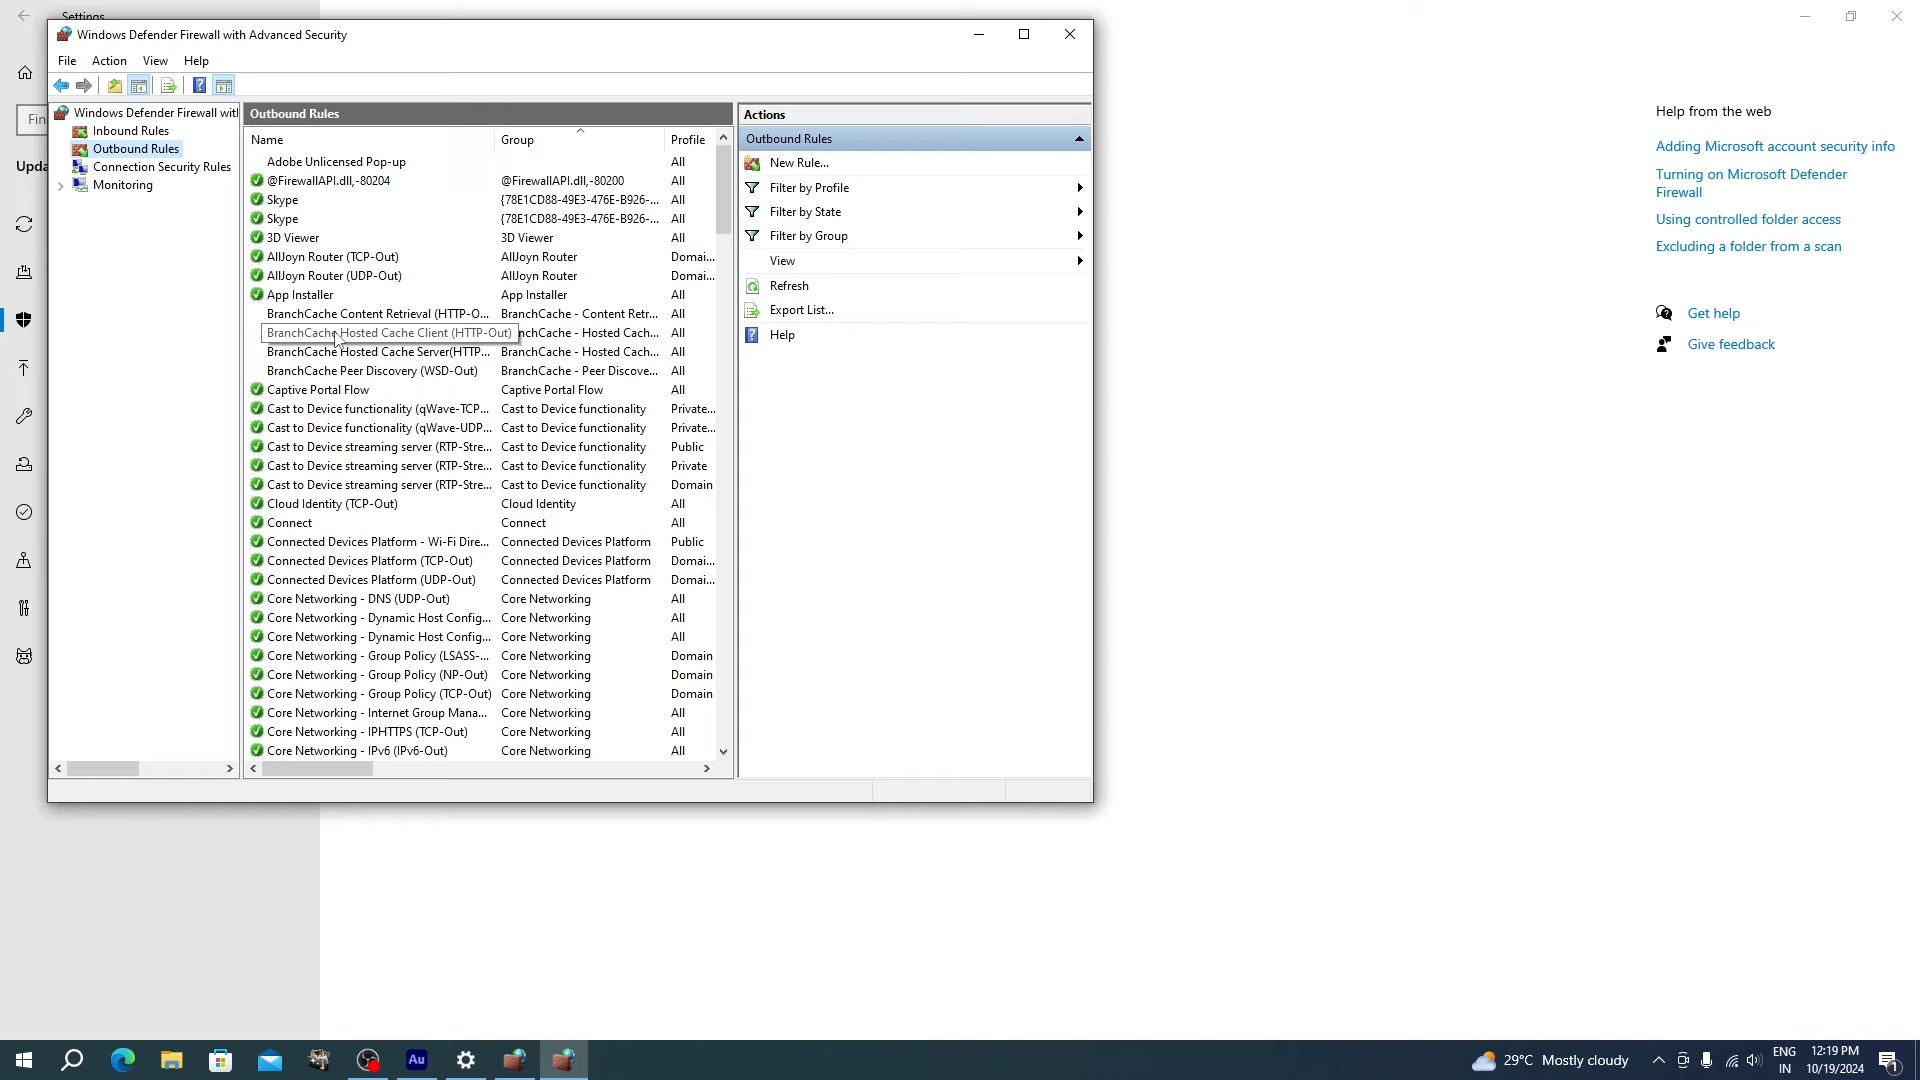 Settings
Windows Defender Firewall with Advanced Security
File Action View Help
Fin
Upda
Windows Defender Firewall witl
Inbound Rules
Outbound Rules
Connection Security Rules
Monitoring
Outbound Rules
Name Group Profile
Adobe Unlicensed Pop-up All
@FirewallAPI.dll,-80204 @FirewallAPI.dll,-80200 All
Skype {78E1CD88-49E3-476E-B926-... All
Skype {78E1CD88-49E3-476E-B926-... All
3D Viewer 3D Viewer All
AllJoyn Router (TCP-Out) AllJoyn Router Domai...
AllJoyn Router (UDP-Out) AllJoyn Router Domai...
App Installer App Installer All
BranchCache Content Retrieval (HTTP-O... BranchCache - Content Retr... All
BranchCache Hosted Cache Client (HTTP-Out) nchCache - Hosted Cach... All
BranchCache Hosted Cache Server(HTTP... BranchCache - Hosted Cach... All
BranchCache Peer Discovery (WSD-Out) BranchCache - Peer Discove... All
Captive Portal Flow Captive Portal Flow All
Cast to Device functionality (qWave-TCP... Cast to Device functionality Private...
Cast to Device functionality (qWave-UDP... Cast to Device functionality Private...
Cast to Device streaming server (RTP-Stre... Cast to Device functionality Public
Cast to Device streaming server (RTP-Stre... Cast to Device functionality Private
Cast to Device streaming server (RTP-Stre... Cast to Device functionality Domain
Cloud Identity (TCP-Out) Cloud Identity All
Connect Connect All
Connected Devices Platform - Wi-Fi Dire... Connected Devices Platform Public
Connected Devices Platform (TCP-Out) Connected Devices Platform Domai...
Connected Devices Platform (UDP-Out) Connected Devices Platform Domai...
Core Networking - DNS (UDP-Out) Core Networking All
Core Networking - Dynamic Host Config... Core Networking All
Core Networking - Dynamic Host Config... Core Networking All
Core Networking - Group Policy (LSASS-... Core Networking Domain
Core Networking - Group Policy (NP-Out) Core Networking Domain
Core Networking - Group Policy (TCP-Out) Core Networking Domain
Core Networking - Internet Group Mana... Core Networking All
Core Networking - IPHTTPS (TCP-Out) Core Networking All
Core Networking - IPv6 (IPv6-Out) Core Networking All
Actions
Outbound Rules
New Rule...
Filter by Profile
Filter by State
Filter by Group
View
Refresh
Export List...
Help
Help from the web
Adding Microsoft account security info
Turning on Microsoft Defender
Firewall
Using controlled folder access
Excluding a folder from a scan
Get help
Give feedback
Au
29°C Mostly cloudy
ENG
IN
12:19 PM
10/19/2024
1